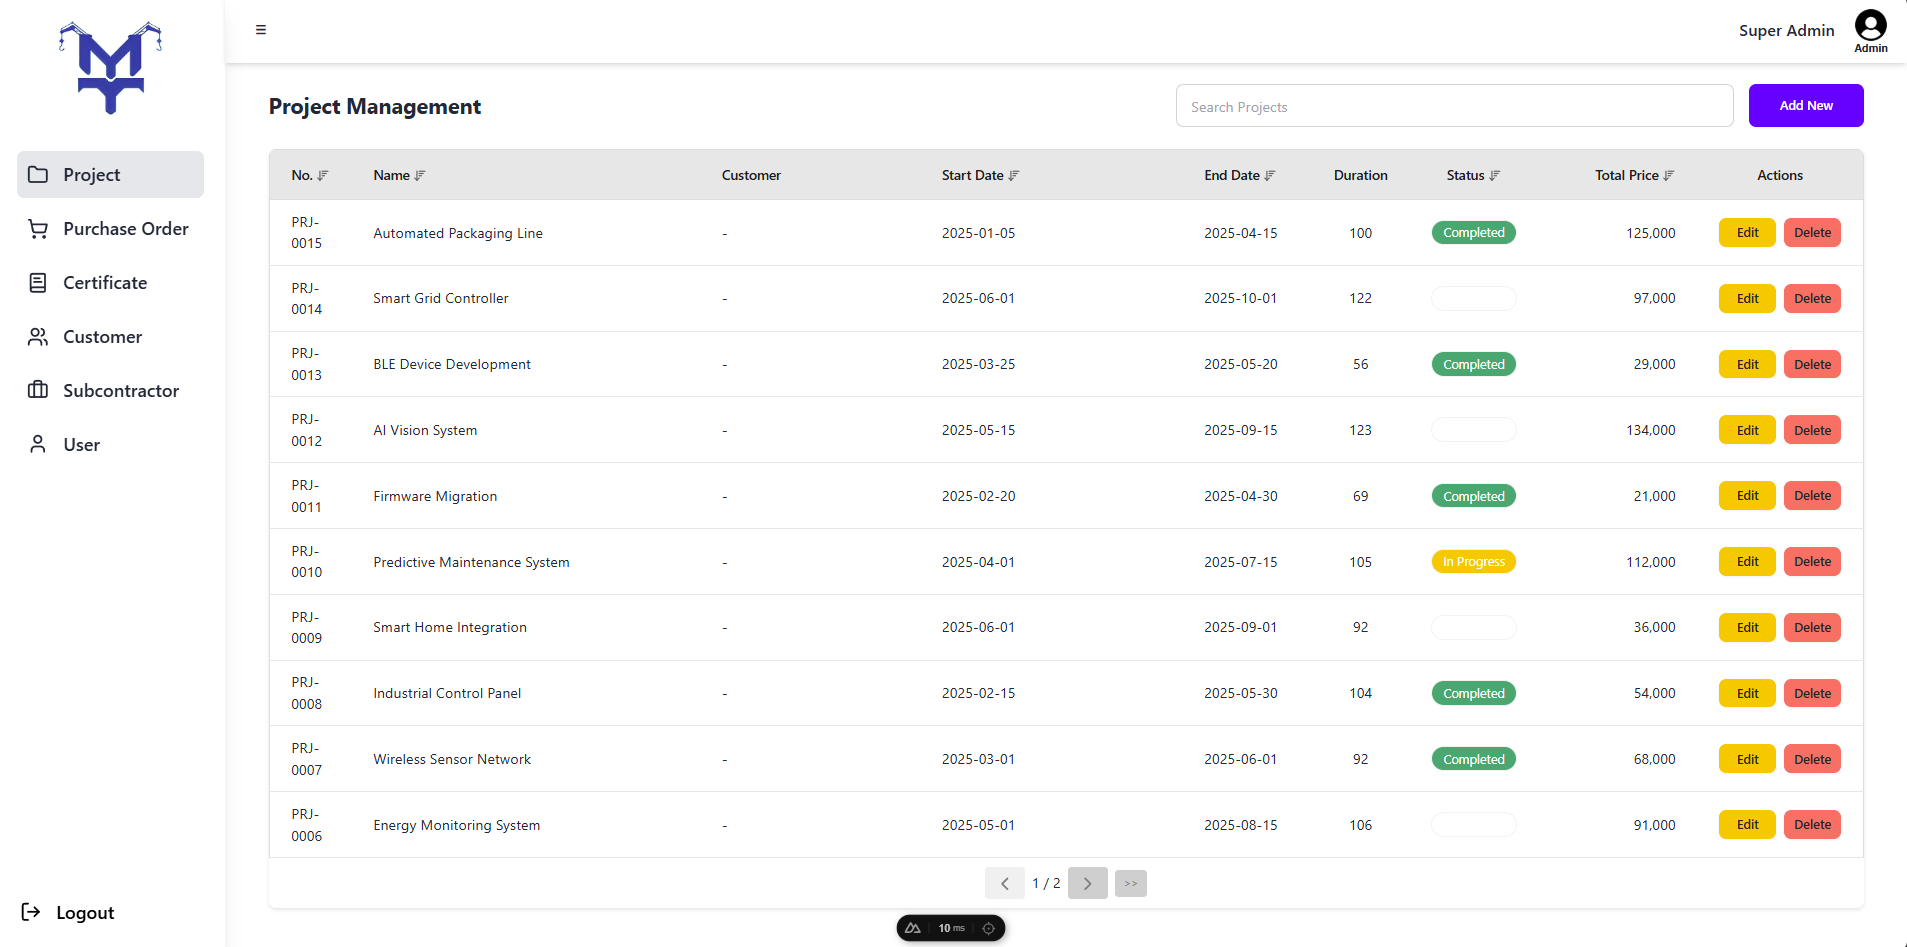 Super Admin
Admin
Project Management
Search Projects
Add New
Project
Purchase Order
Certificate
Customer
Subcontractor
User
Logout
No. Name Customer Start Date End Date Duration Status Total Price Actions
PRJ-
0015 Automated Packaging Line - 2025-01-05 2025-04-15 100 Completed 125,000 Edit Delete
PRJ-
0014 Smart Grid Controller - 2025-06-01 2025-10-01 122 97,000 Edit Delete
PRJ-
0013 BLE Device Development - 2025-03-25 2025-05-20 56 Completed 29,000 Edit Delete
PRJ-
0012 AI Vision System - 2025-05-15 2025-09-15 123 134,000 Edit Delete
PRJ-
0011 Firmware Migration - 2025-02-20 2025-04-30 69 Completed 21,000 Edit Delete
PRJ-
0010 Predictive Maintenance System - 2025-04-01 2025-07-15 105 In Progress 112,000 Edit Delete
PRJ-
0009 Smart Home Integration - 2025-06-01 2025-09-01 92 36,000 Edit Delete
PRJ-
0008 Industrial Control Panel - 2025-02-15 2025-05-30 104 Completed 54,000 Edit Delete
PRJ-
0007 Wireless Sensor Network - 2025-03-01 2025-06-01 92 Completed 68,000 Edit Delete
PRJ-
0006 Energy Monitoring System - 2025-05-01 2025-08-15 106 91,000 Edit Delete
1 / 2 >>
10 ms